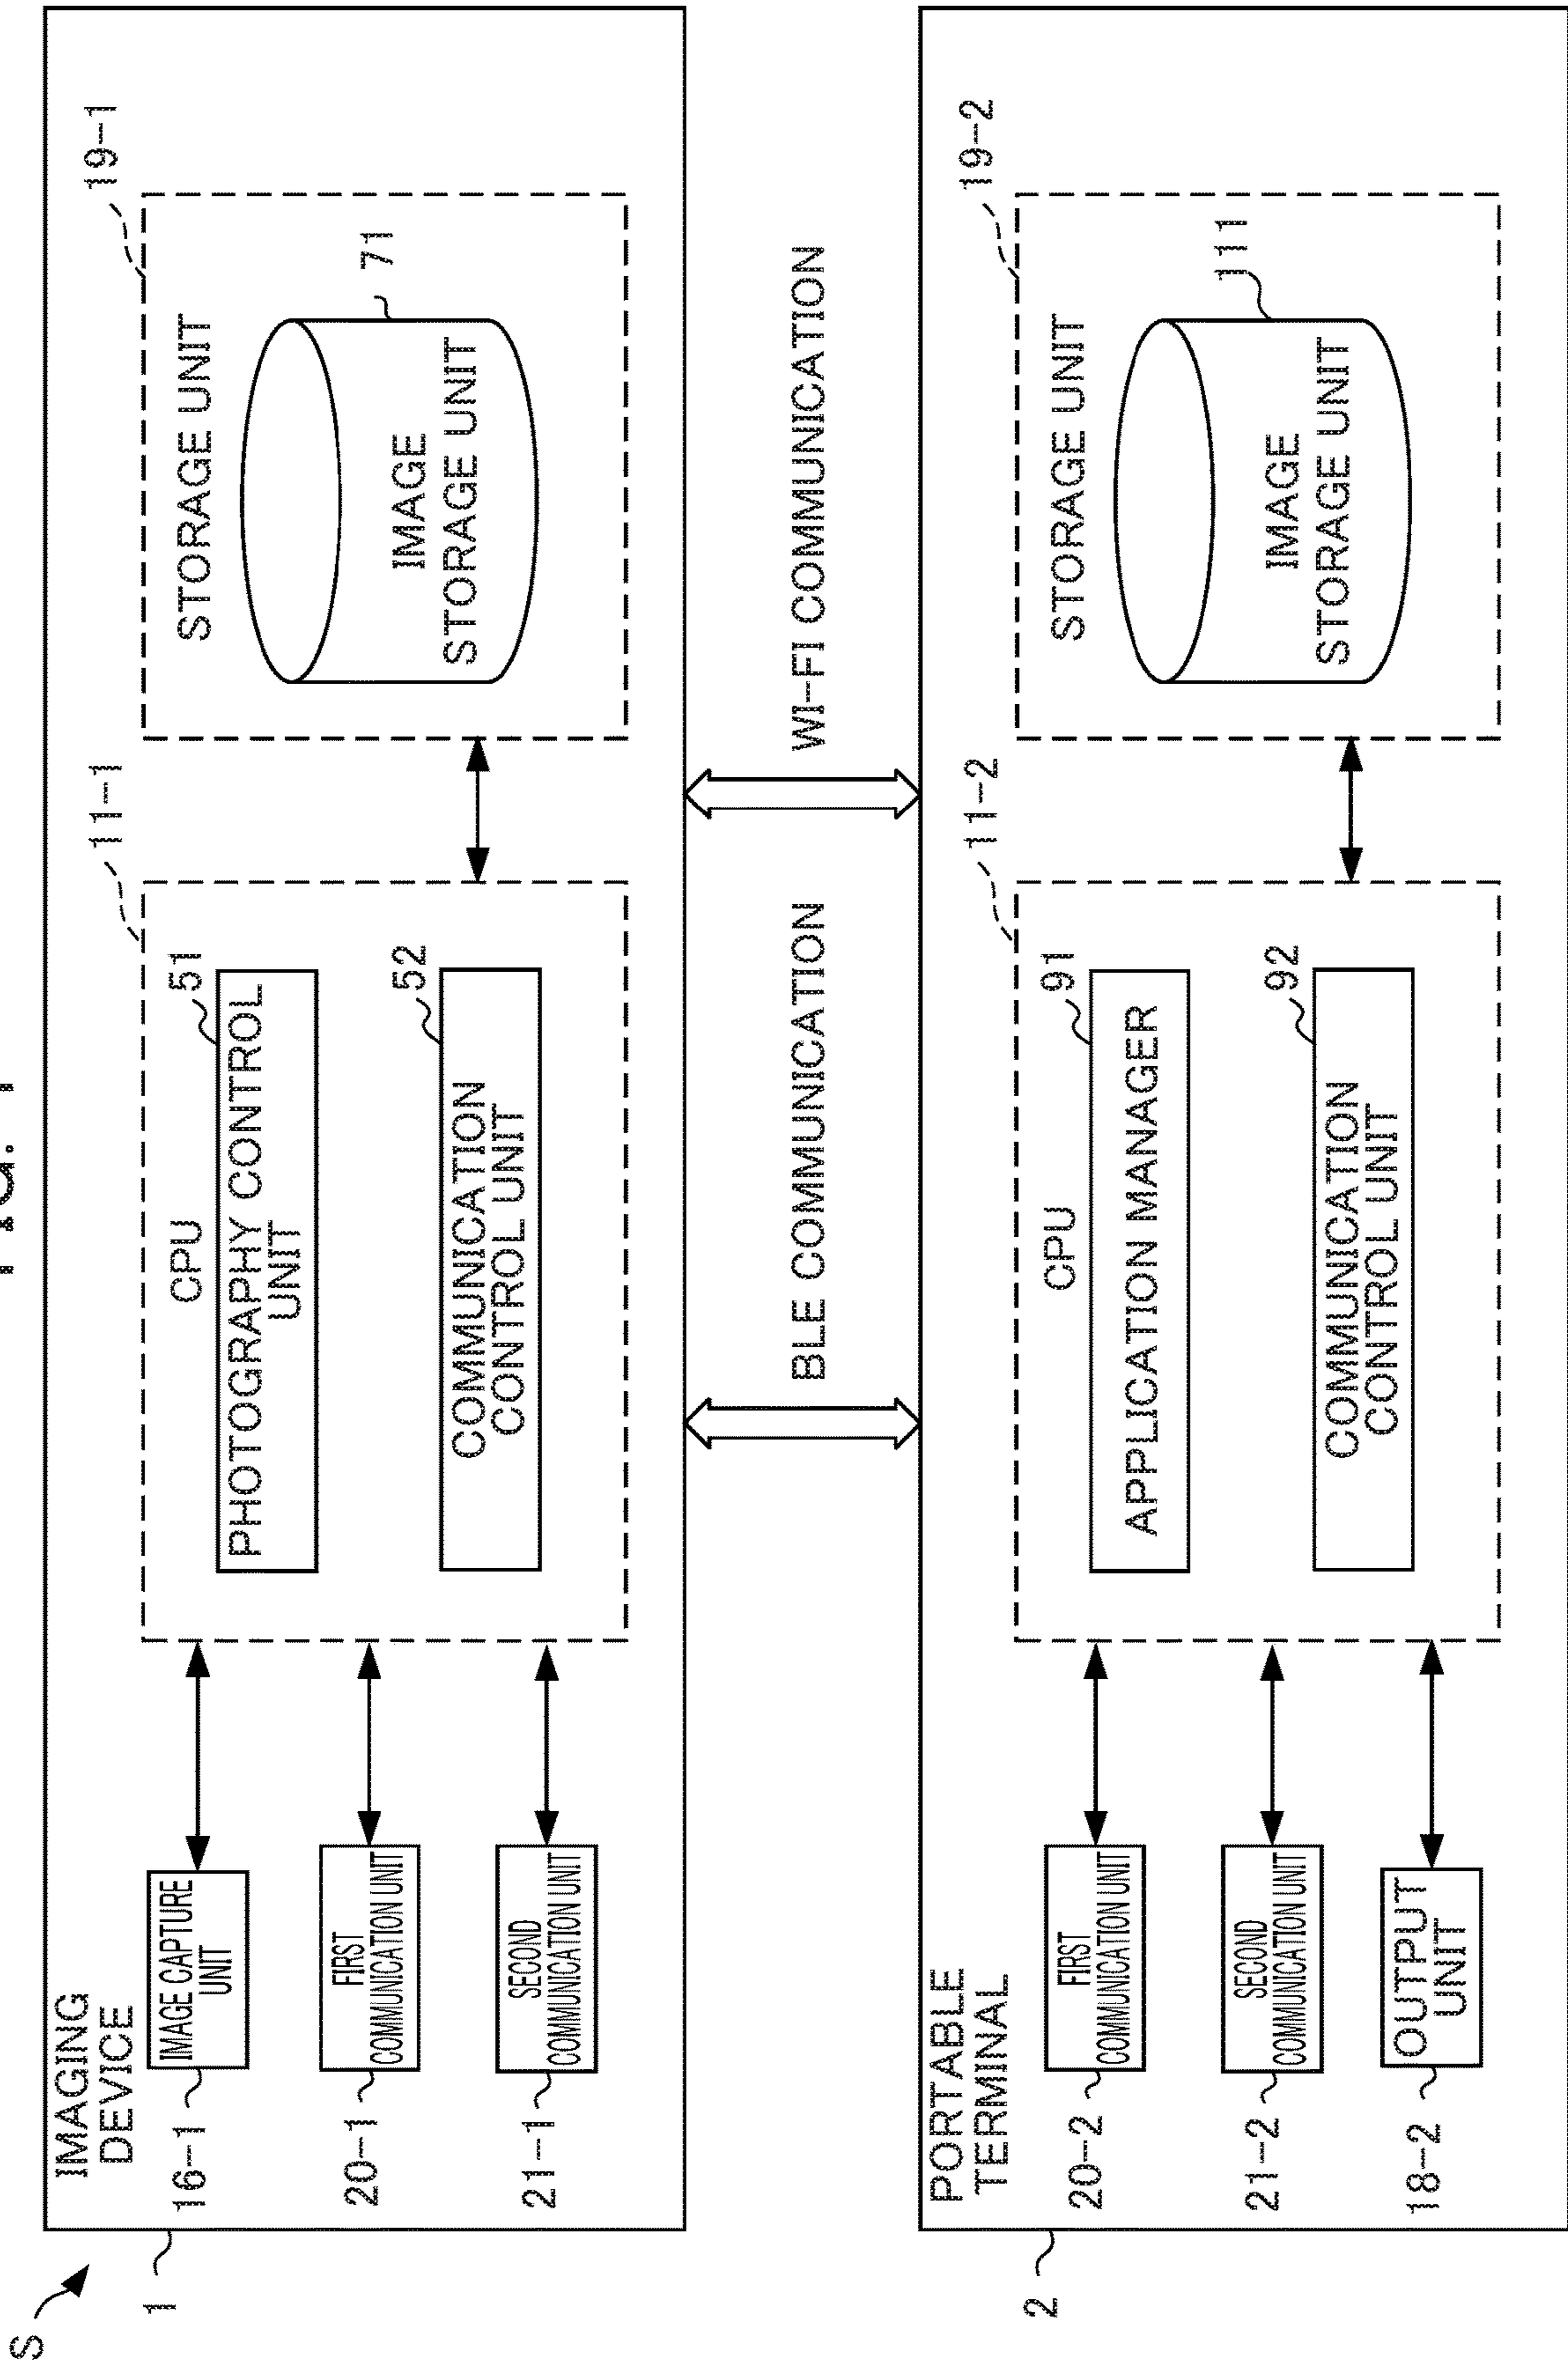 FIG.
S
1
IMAGING
DEVICE
16-1
IMAGE CAPTURE
UNIT
20-1
FIRST
COMMUNICATION UNIT
21-1
SECOND
COMMUNICATION UNIT
11-1
CPU
51
PHOTOGRAPHY CONTROL
UNIT
52
COMMUNICATION
CONTROL UNIT
19-1
STORAGE UNIT
71
IMAGE
STORAGE UNIT
BLE COMMUNICATION
WI-FI COMMUNICATION
2
PORTABLE
TERMINAL
20-2
FIRST
COMMUNICATION UNIT
21-2
SECOND
COMMUNICATION UNIT
18-2
OUTPUT
UNIT
11-2
CPU
91
APPLICATION MANAGER
92
COMMUNICATION
CONTROL UNIT
19-2
STORAGE UNIT
111
IMAGE
STORAGE UNIT